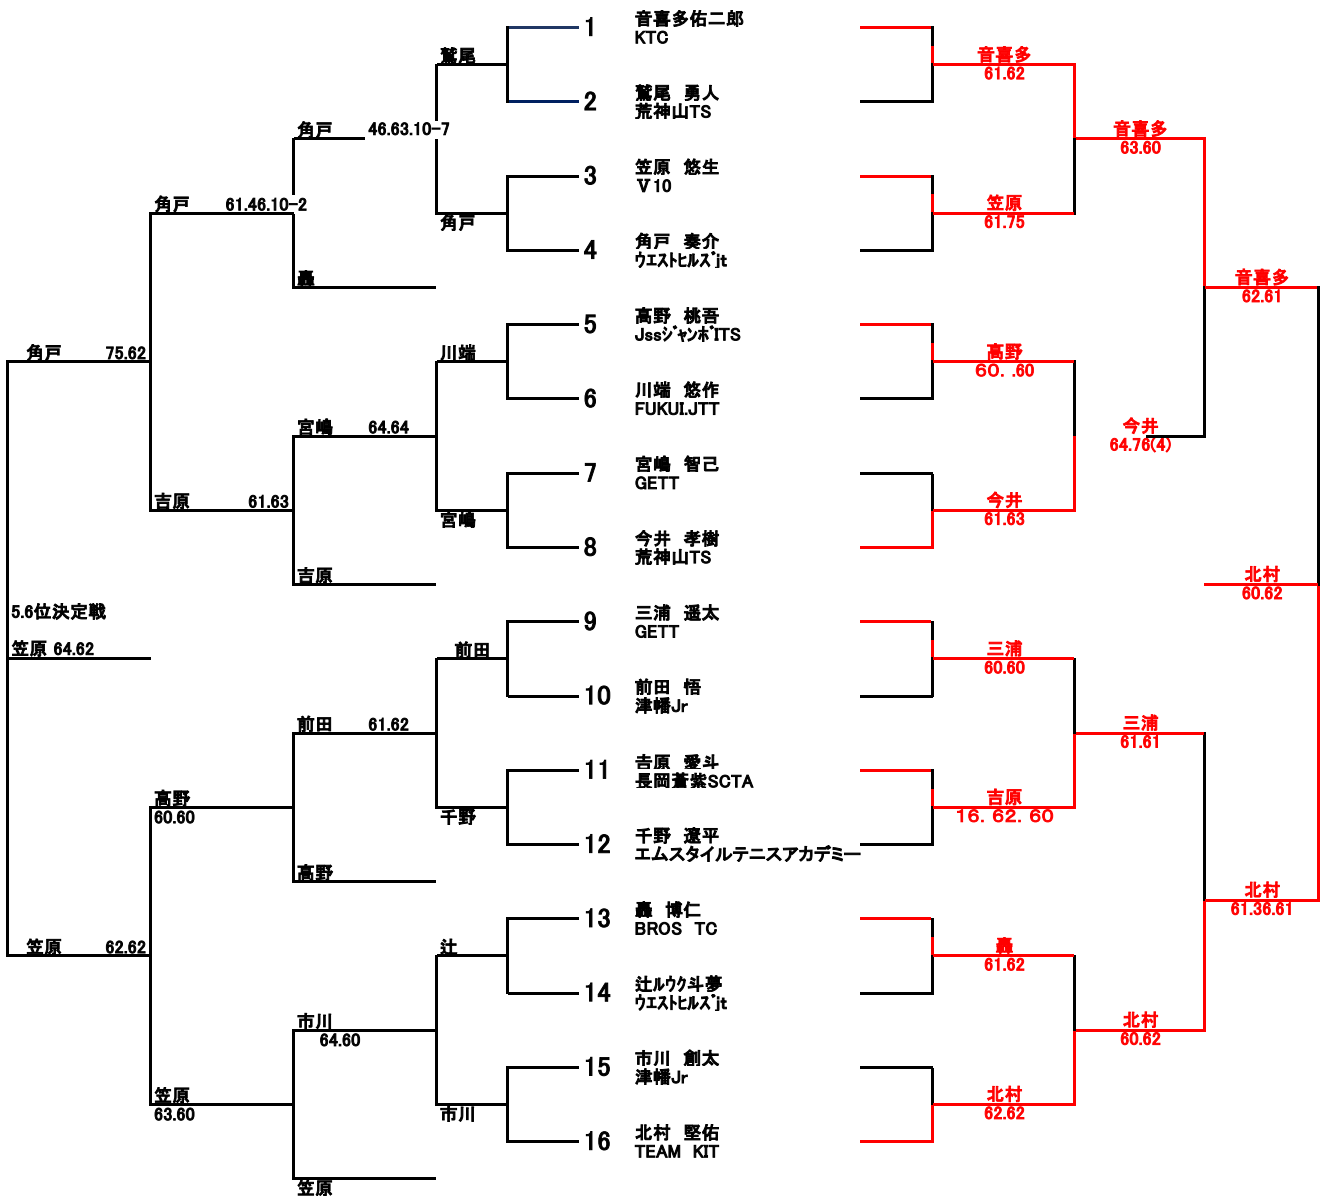 1 音喜多佑二郎
KTC
2 鷲尾 勇人
荒神山TS
3 笠原 悠生
Ⅴ10
4 角戸 奏介
ｳｴｽﾄﾋﾙｽﾞjt
5 高野 桃吾
JssｼﾞｬﾝﾎﾞITS
6 川端 悠作
FUKUI.JTT
7 宮嶋 智己
GETT
8 今井 孝樹
荒神山TS
9 三浦 遥太
GETT
10 前田 悟
津幡Jr
11 吉原 愛斗
長岡蒼紫SCTA
12 千野 遼平
エムスタイルテニスアカデミー
13 轟 博仁
BROS TC
14 辻ﾙｳｸ斗夢
ｳｴｽﾄﾋﾙｽﾞjt
15 市川 創太
津幡Jr
16 北村 堅佑
TEAM KIT
音喜多
61.62
笠原
61.75
高野
６０．.60
今井
61.63
三浦
60.60
吉原
１６．６２．６０
轟
61.62
北村
62.62
音喜多
63.60
今井
64.76(4)
三浦
61.61
北村
60.62
音喜多
62.61
北村
61.36.61
北村
60.62
鷲尾
角戸
川端
宮嶋
前田
千野
辻
市川
角戸 46.63.10-7
轟
宮嶋 64.64
吉原
前田 61.62
高野
市川
64.60
笠原
角戸 61.46.10-2
吉原 61.63
高野
60.60
笠原
63.60
角戸 75.62
笠原 62.62
5.6位決定戦
笠原 64.62